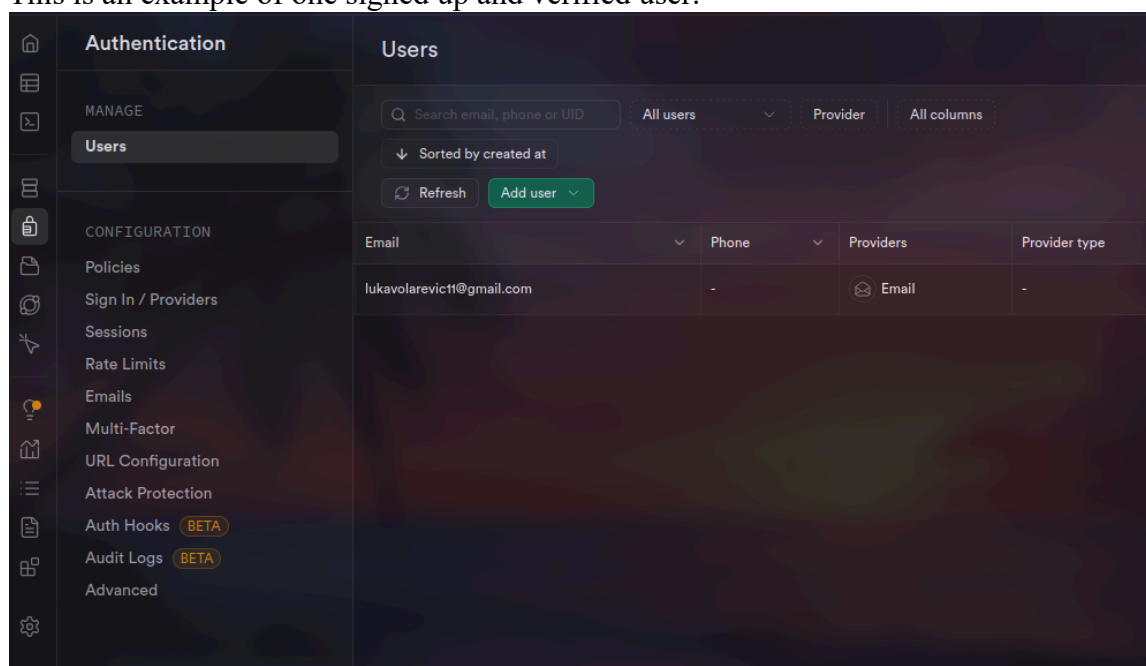 This is an example of one signed up and verified user.
Authentication
MANAGE
Users
CONFIGURATION
Policies
Sign In / Providers
Sessions
Rate Limits
Emails
Multi-Factor
URL Configuration
Attack Protection
Auth Hooks BETA
Audit Logs BETA
Advanced
Users
Search email, phone or UID All users Provider All columns
Sorted by created at
Refresh Add user
Email Phone Providers Provider type
lukavolarevic11@gmail.com - Email -